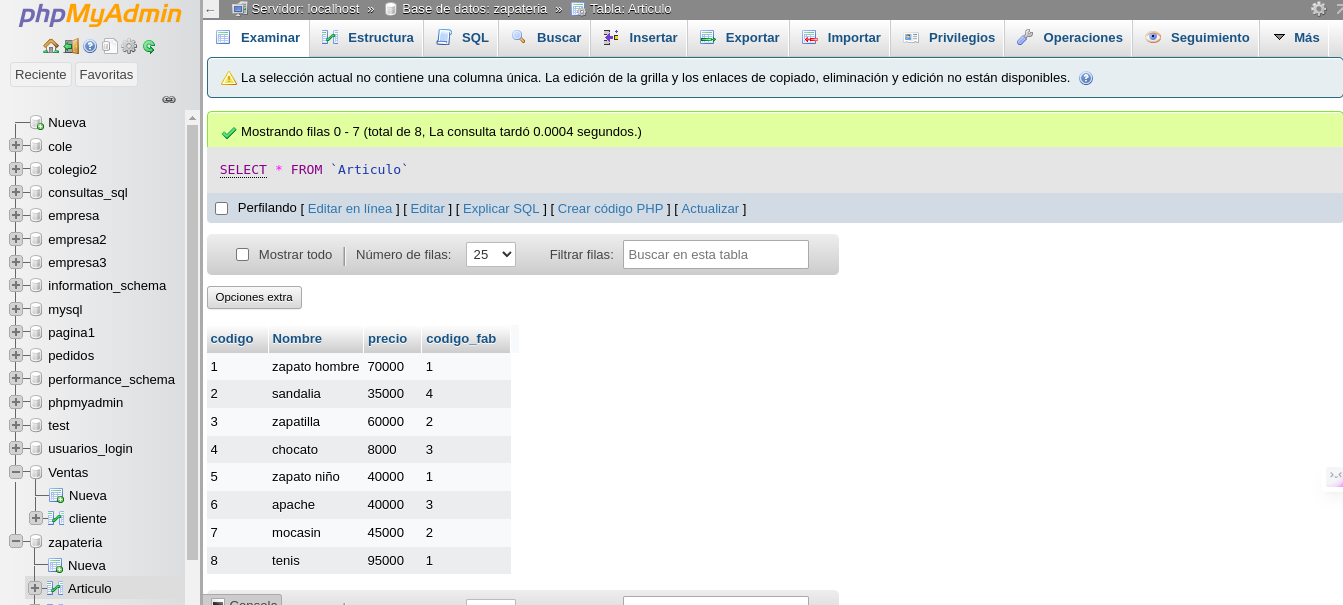 phpMyAdmin
Reciente Favoritas
Nueva
cole
colegio2
consultas_sql
empresa
empresa2
empresa3
information_schema
mysql
pagina1
pedidos
performance_schema
phpmyadmin
test
usuarios_login
Ventas
Nueva
cliente
zapateria
Nueva
Articulo
← Servidor: localhost » Base de datos: zapateria » Tabla: Articulo
Examinar Estructura SQL Buscar Insertar Exportar Importar Privilegios Operaciones Seguimiento Más
La selección actual no contiene una columna única. La edición de la grilla y los enlaces de copiado, eliminación y edición no están disponibles.
Mostrando filas 0 - 7 (total de 8, La consulta tardó 0.0004 segundos.)
SELECT * FROM `Articulo`
Perfilando [ Editar en línea ] [ Editar ] [ Explicar SQL ] [ Crear código PHP ] [ Actualizar ]
Mostrar todo | Número de filas: 25 Filtrar filas: Buscar en esta tabla
Opciones extra
codigo Nombre precio codigo_fab
1 zapato hombre 70000 1
2 sandalia 35000 4
3 zapatilla 60000 2
4 chocato 8000 3
5 zapato niño 40000 1
6 apache 40000 3
7 mocasin 45000 2
8 tenis 95000 1
Consola